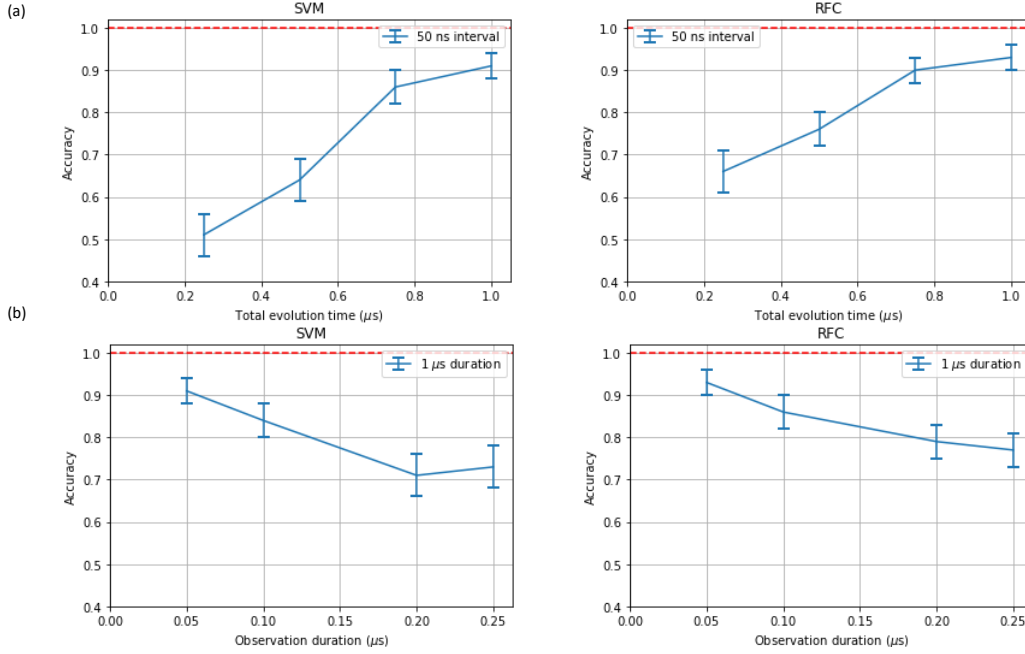 (a)
SVM
50 ns interval
Accuracy
1.0
0.9
0.8
0.7
0.6
0.5
0.4
0.0 0.2 0.4 0.6 0.8 1.0
Total evolution time (μs)
RFC
50 ns interval
Accuracy
1.0
0.9
0.8
0.7
0.6
0.5
0.4
0.0 0.2 0.4 0.6 0.8 1.0
Total evolution time (μs)
(b)
SVM
1 μs duration
Accuracy
1.0
0.9
0.8
0.7
0.6
0.5
0.4
0.00 0.05 0.10 0.15 0.20 0.25
Observation duration (μs)
RFC
1 μs duration
Accuracy
1.0
0.9
0.8
0.7
0.6
0.5
0.4
0.00 0.05 0.10 0.15 0.20 0.25
Observation duration (μs)